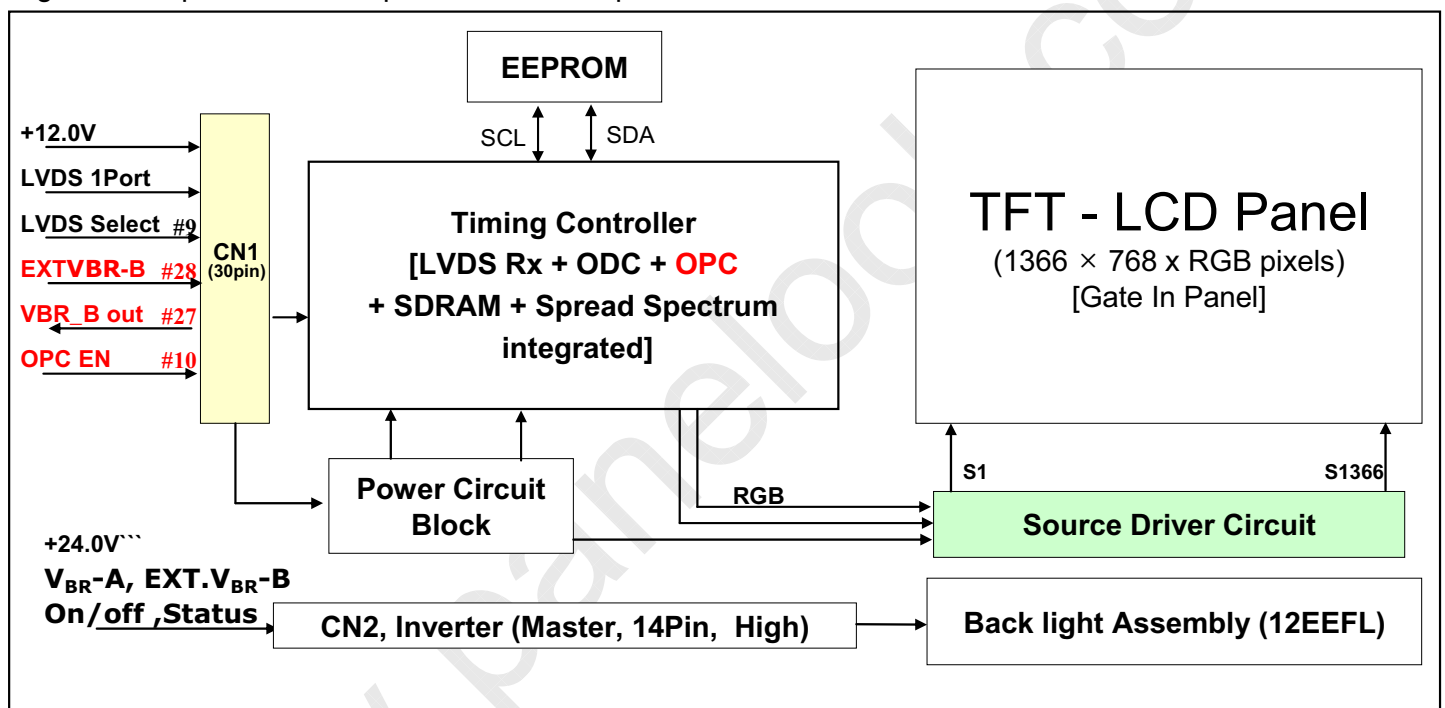 EEPROM
SCL
SDA
+12.0V
LVDS 1Port
LVDS Select #9
EXTVBR-B #28
VBR_B out #27
OPC EN #10
CN1
(30pin)
Timing Controller
[LVDS Rx + ODC + OPC
+ SDRAM + Spread Spectrum
integrated]
TFT - LCD Panel
(1366 × 768 x RGB pixels)
[Gate In Panel]
S1
S1366
Power Circuit
Block
RGB
Source Driver Circuit
+24.0V```
VBR-A, EXT.VBR-B
On/off ,Status
CN2, Inverter (Master, 14Pin, High)
Back light Assembly (12EEFL)